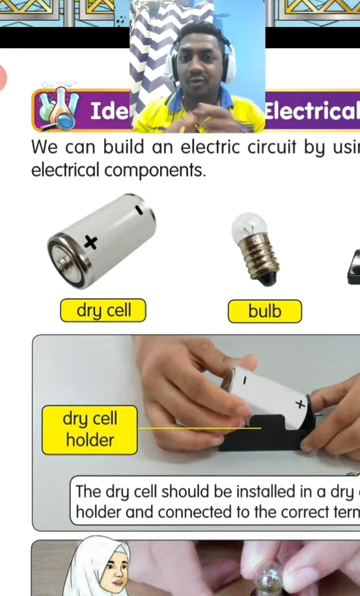 Ide
Electrical
We can build an electric circuit by usi
electrical components.
+
-
dry cell
bulb
-
+
dry cell
holder
The dry cell should be installed in a dry
holder and connected to the correct term